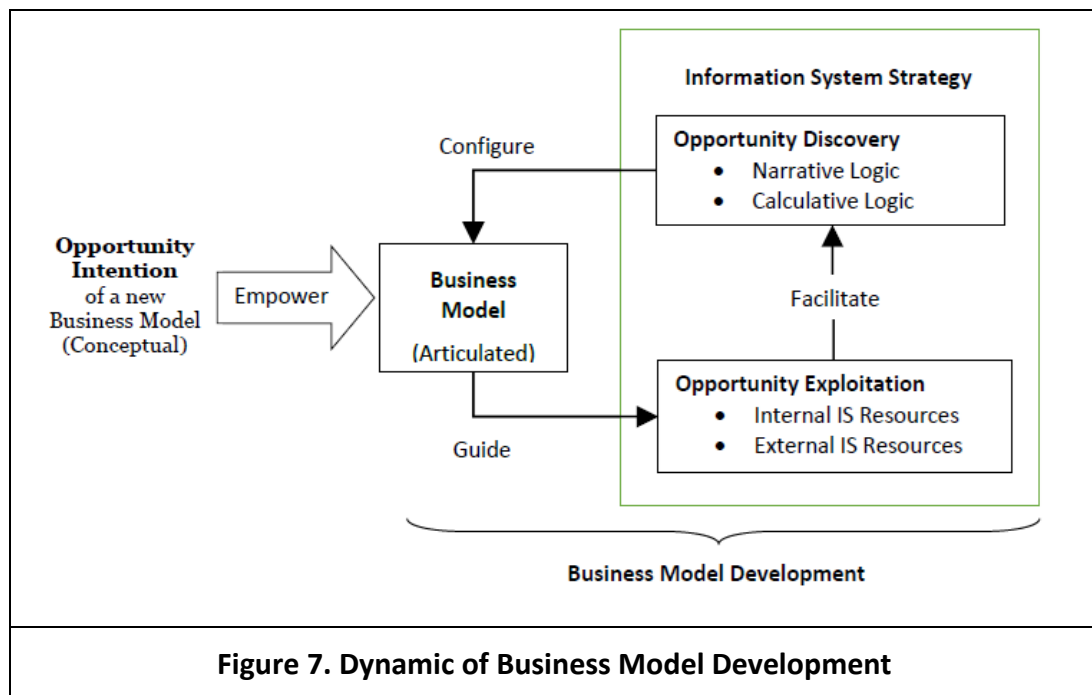 Information System Strategy
Opportunity Discovery
• Narrative Logic
• Calculative Logic
Configure
Opportunity
Intention
of a new
Business Model
(Conceptual)
Empower
Business
Model
(Articulated)
Facilitate
Opportunity Exploitation
• Internal IS Resources
• External IS Resources
Guide
Business Model Development
Figure 7. Dynamic of Business Model Development